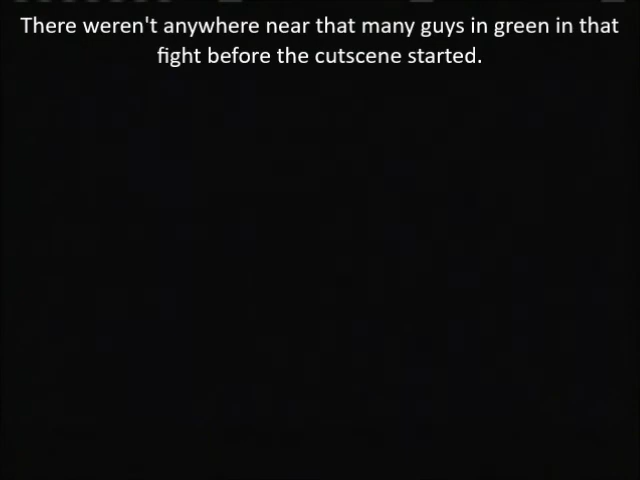 There weren't anywhere near that many guys in green in that
fight before the cutscene started.